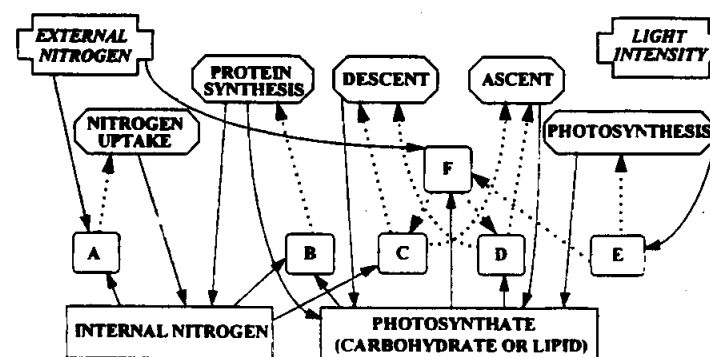 EXTERNAL
NITROGEN
LIGHT
INTENSITY
PROTEIN
SYNTHESIS
DESCENT
ASCENT
NITROGEN
UPTAKE
PHOTOSYNTHESIS
F
A
B
C
D
E
INTERNAL NITROGEN
PHOTOSYNTHATE
(CARBOHYDRATE OR LIPID)